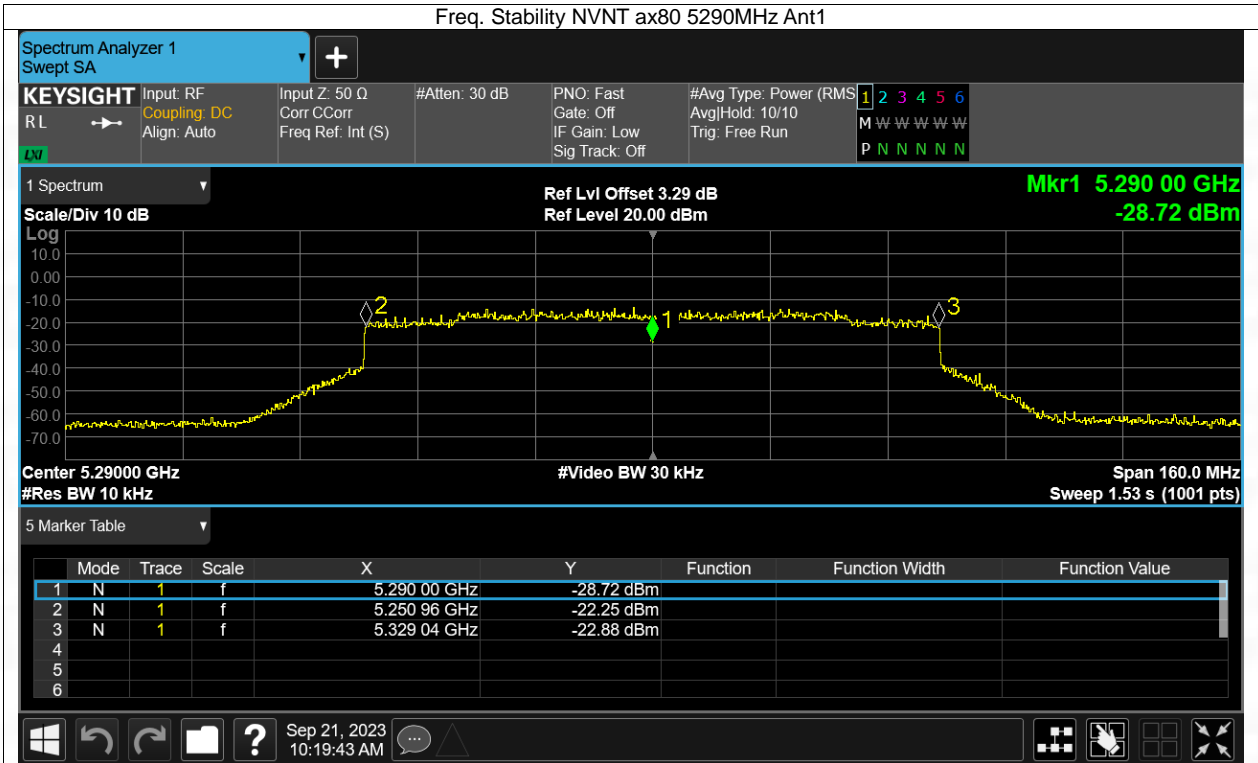 Freq. Stability NVNT ax80 5290MHz Ant1
Spectrum Analyzer 1
Swept SA
KEYSIGHT
R L
LXI
Input: RF
Coupling: DC
Align: Auto
Input Z: 50 Ω
Corr CCorr
Freq Ref: Int (S)
#Atten: 30 dB
PNO: Fast
Gate: Off
IF Gain: Low
Sig Track: Off
#Avg Type: Power (RMS
Avg|Hold: 10/10
Trig: Free Run
1 2 3 4 5 6
M W W W W W
P N N N N N
1 Spectrum
Scale/Div 10 dB
Ref Lvl Offset 3.29 dB
Ref Level 20.00 dBm
Mkr1 5.290 00 GHz
-28.72 dBm
Log
10.0
0.00
-10.0
-20.0
-30.0
-40.0
-50.0
-60.0
-70.0
2
1
3
Center 5.29000 GHz
#Video BW 30 kHz
Span 160.0 MHz
#Res BW 10 kHz
Sweep 1.53 s (1001 pts)
5 Marker Table
Mode Trace Scale X Y Function Function Width Function Value
1 N 1 f 5.290 00 GHz -28.72 dBm
2 N 1 f 5.250 96 GHz -22.25 dBm
3 N 1 f 5.329 04 GHz -22.88 dBm
4
5
6
?
Sep 21, 2023
10:19:43 AM